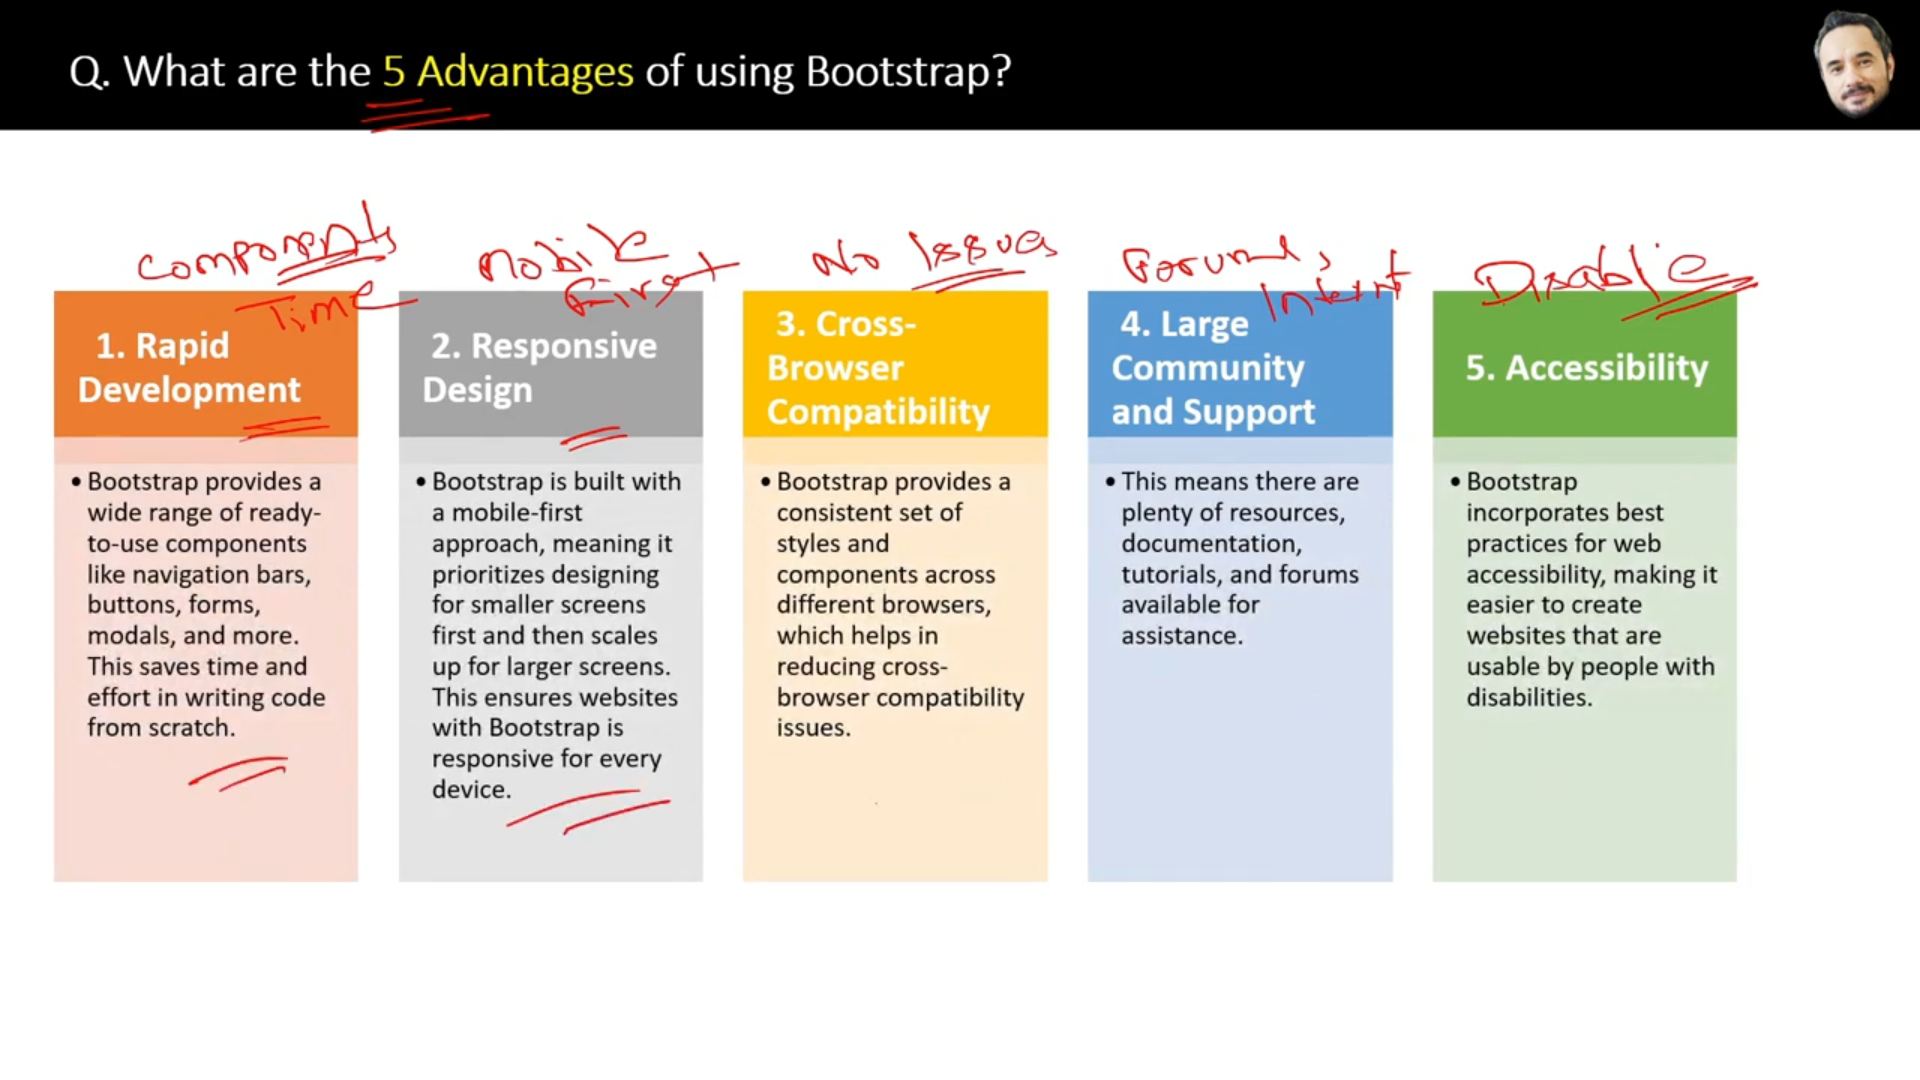 Q. What are the 5 Advantages of using Bootstrap?
Components
Time
Mobile
First
No Issues
Forums,
Internet
Disable
1. Rapid
Development
• Bootstrap provides a
wide range of ready-
to-use components
like navigation bars,
buttons, forms,
modals, and more.
This saves time and
effort in writing code
from scratch.
2. Responsive
Design
• Bootstrap is built with
a mobile-first
approach, meaning it
prioritizes designing
for smaller screens
first and then scales
up for larger screens.
This ensures websites
with Bootstrap is
responsive for every
device.
3. Cross-
Browser
Compatibility
• Bootstrap provides a
consistent set of
styles and
components across
different browsers,
which helps in
reducing cross-
browser compatibility
issues.
4. Large
Community
and Support
• This means there are
plenty of resources,
documentation,
tutorials, and forums
available for
assistance.
5. Accessibility
• Bootstrap
incorporates best
practices for web
accessibility, making it
easier to create
websites that are
usable by people with
disabilities.